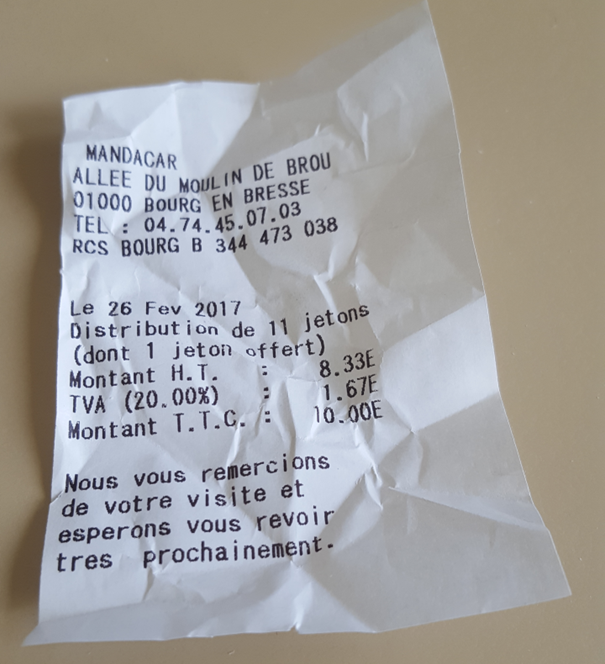 MANDACAR
ALLEE DU MOULIN DE BROU
01000 BOURG EN BRESSE
TEL : 04.74.45.07.03
RCS BOURG B 344 473 038
Le 26 Fev 2017
Distribution de 11 jetons
(dont 1 jeton offert)
Montant H.T. : 8.33E
TVA (20.00%) : 1.67E
Montant T.T.C. : 10.00E
Nous vous remercions
de votre visite et
esperons vous revoir
tres prochainement.